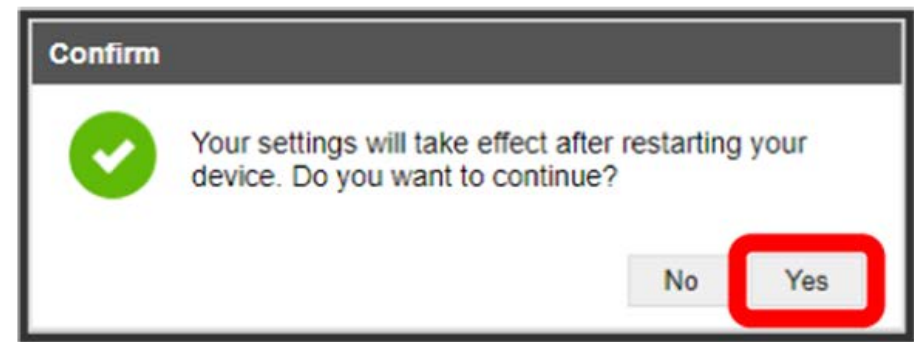 Confirm
Your settings will take effect after restarting your
device. Do you want to continue?
No Yes